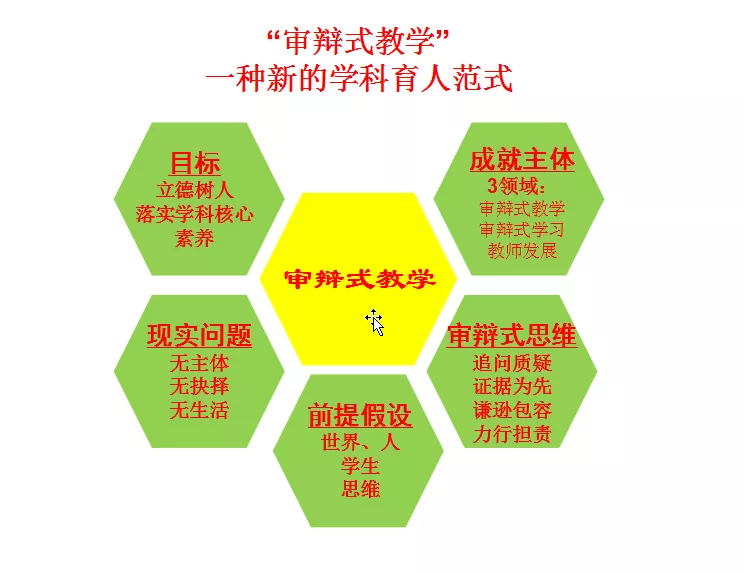 “审辩式教学”
一种新的学科育人范式
目标
立德树人
落实学科核心
素养
成就主体
3领域：
审辩式教学
审辩式学习
教师发展
审辩式教学
现实问题
无主体
无抉择
无生活
审辩式思维
追问质疑
证据为先
谦逊包容
力行担责
前提假设
世界、人
学生
思维